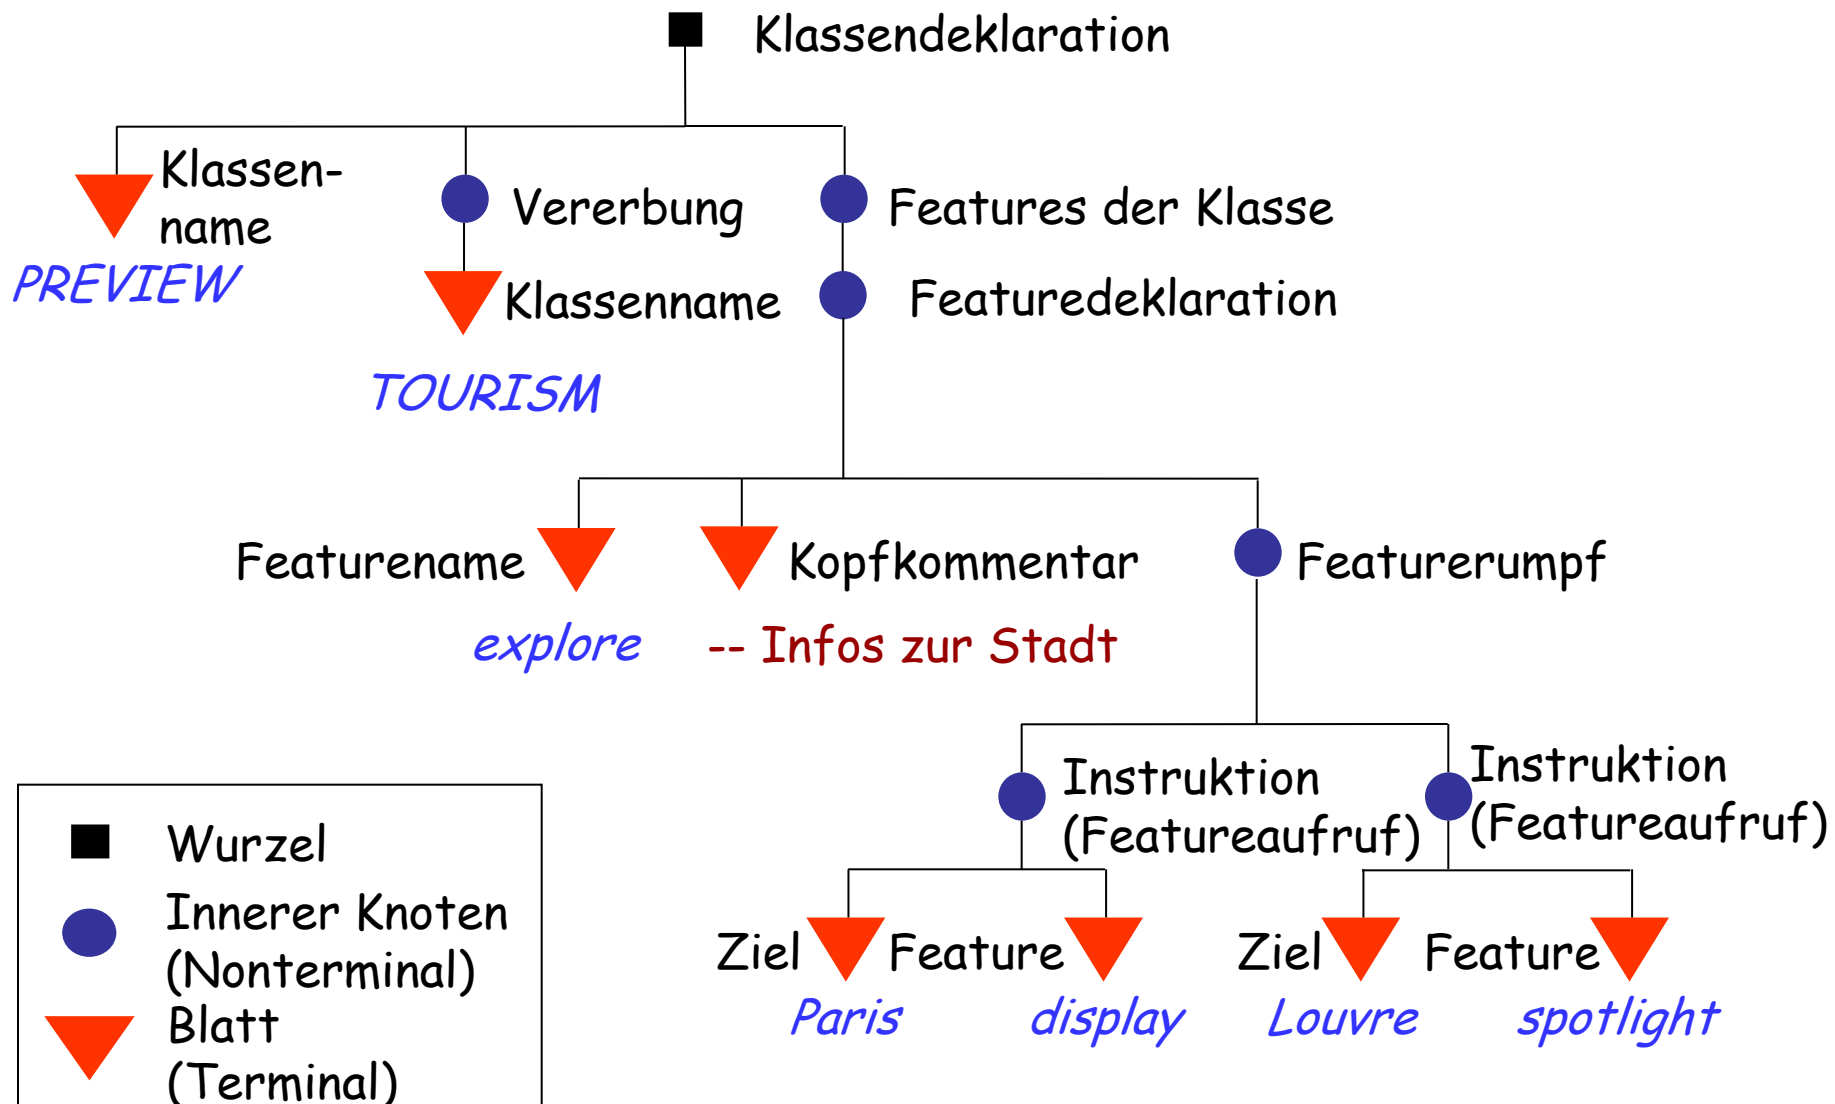 Klassendeklaration
Klassen-
name
PREVIEW
Vererbung
Features der Klasse
Klassenname
TOURISM
Featuredeklaration
Featurename
explore
Kopfkommentar
-- Infos zur Stadt
Featurerumpf
Instruktion
(Featureaufruf)
Instruktion
(Featureaufruf)
Ziel
Paris
Feature
display
Ziel
Louvre
Feature
spotlight
Wurzel
Innerer Knoten
(Nonterminal)
Blatt
(Terminal)